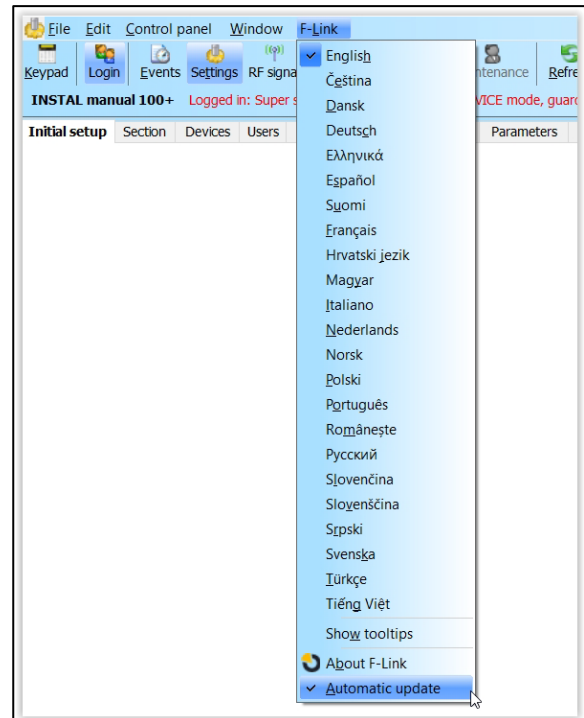 File Edit Control panel Window F-Link
Keypad Login Events Settings RF signa
INSTAL manual 100+ Logged in: Super
Initial setup Section Devices Users Parameters
English
Čeština
Dansk
Deutsch
Ελληνικά
Español
Suomi
Français
Hrvatski jezik
Magyar
Italiano
Nederlands
Norsk
Polski
Português
Românește
Русский
Slovenčina
Slovenščina
Srpski
Svenska
Türkçe
Tiếng Việt
Show tooltips
About F-Link
Automatic update
ntenance Refre
VICE mode, guar